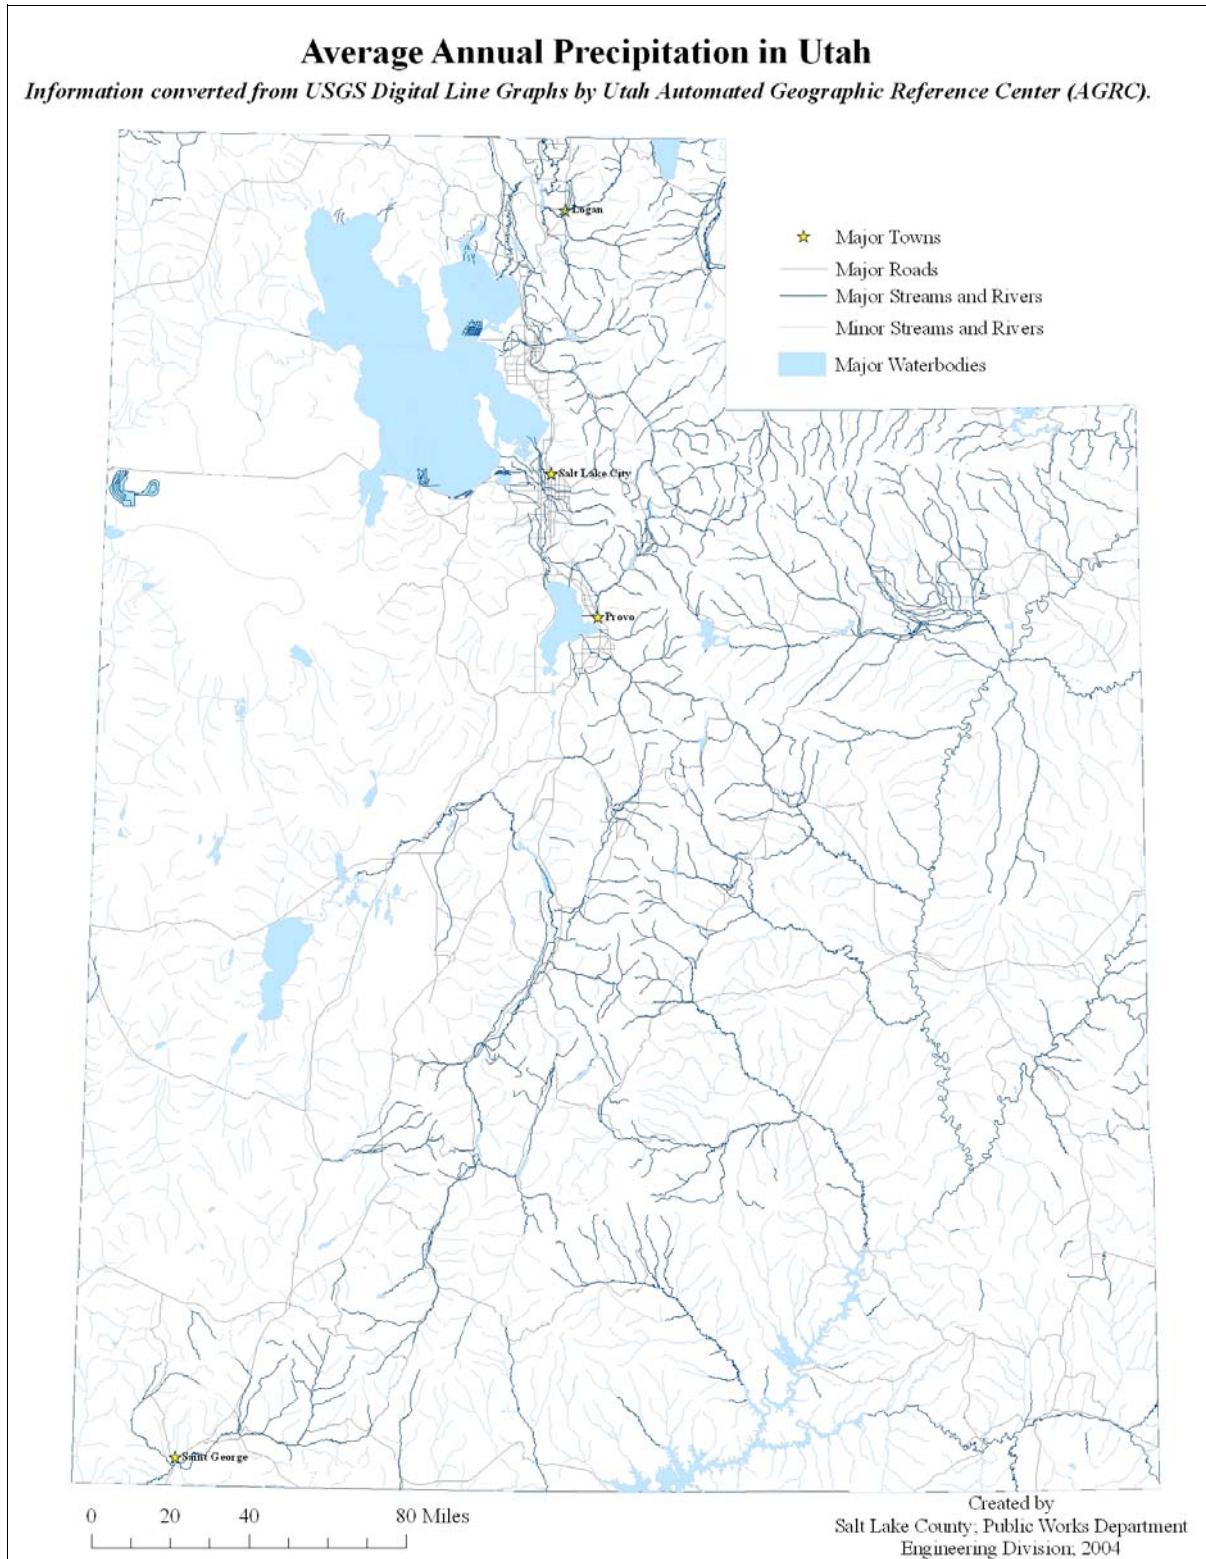 Average Annual Precipitation in Utah
Information converted from USGS Digital Line Graphs by Utah Automated Geographic Reference Center (AGRC).
Logan
Major Towns
Major Roads
Major Streams and Rivers
Minor Streams and Rivers
Major Waterbodies
Salt Lake City
Provo
Saint George
0 20 40 80 Miles
Created by
Salt Lake County; Public Works Department
Engineering Division; 2004